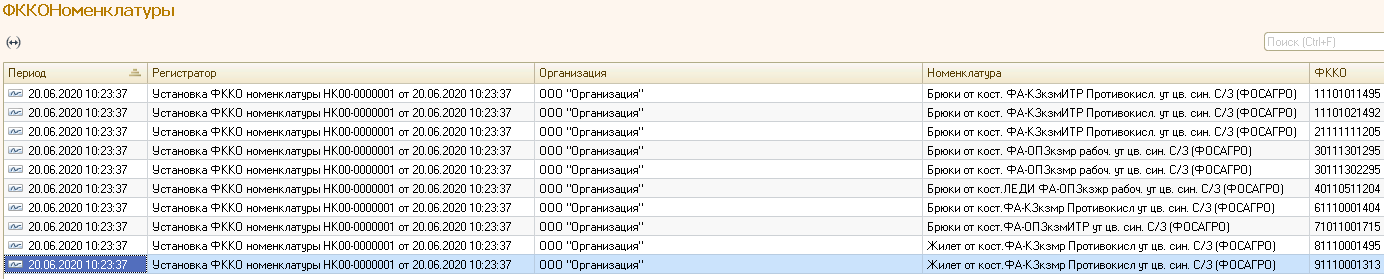 ФККОНоменклатуры
Поиск (Ctrl+F)
Период Регистратор Организация Номенклатура ФККО
20.06.2020 10:23:37 Установка ФККО номенклатуры НК00-0000001 от 20.06.2020 10:23:37 ООО "Организация" Брюки от кост. ФА-КЗкзмИТР Противокисл. ут цв. син. С/З (ФОСАГРО) 11101011495
20.06.2020 10:23:37 Установка ФККО номенклатуры НК00-0000001 от 20.06.2020 10:23:37 ООО "Организация" Брюки от кост. ФА-КЗкзмИТР Противокисл. ут цв. син. С/З (ФОСАГРО) 11101021492
20.06.2020 10:23:37 Установка ФККО номенклатуры НК00-0000001 от 20.06.2020 10:23:37 ООО "Организация" Брюки от кост. ФА-КЗкзмИТР Противокисл. ут цв. син. С/З (ФОСАГРО) 21111111205
20.06.2020 10:23:37 Установка ФККО номенклатуры НК00-0000001 от 20.06.2020 10:23:37 ООО "Организация" Брюки от кост. ФА-ОПЗкзмр рабоч. ут цв. син. С/З (ФОСАГРО) 30111301295
20.06.2020 10:23:37 Установка ФККО номенклатуры НК00-0000001 от 20.06.2020 10:23:37 ООО "Организация" Брюки от кост. ФА-ОПЗкзмр рабоч. ут цв. син. С/З (ФОСАГРО) 30111302295
20.06.2020 10:23:37 Установка ФККО номенклатуры НК00-0000001 от 20.06.2020 10:23:37 ООО "Организация" Брюки от кост.ЛЕДИ ФА-ОПЗкзжр рабоч. ут цв. син. С/З (ФОСАГРО) 40110511204
20.06.2020 10:23:37 Установка ФККО номенклатуры НК00-0000001 от 20.06.2020 10:23:37 ООО "Организация" Брюки от кост.ФА-КЗкзмр Противокисл ут цв. син. С/З (ФОСАГРО) 61110001404
20.06.2020 10:23:37 Установка ФККО номенклатуры НК00-0000001 от 20.06.2020 10:23:37 ООО "Организация" Брюки от кост.ФА-ОПЗкзмИТР ут цв. син. С/З (ФОСАГРО) 71011001715
20.06.2020 10:23:37 Установка ФККО номенклатуры НК00-0000001 от 20.06.2020 10:23:37 ООО "Организация" Жилет от кост.ФА-КЗкзмр Противокисл ут цв. син. С/З (ФОСАГРО) 81110001495
20.06.2020 10:23:37 Установка ФККО номенклатуры НК00-0000001 от 20.06.2020 10:23:37 ООО "Организация" Жилет от кост.ФА-КЗкзмр Противокисл ут цв. син. С/З (ФОСАГРО) 91110001313